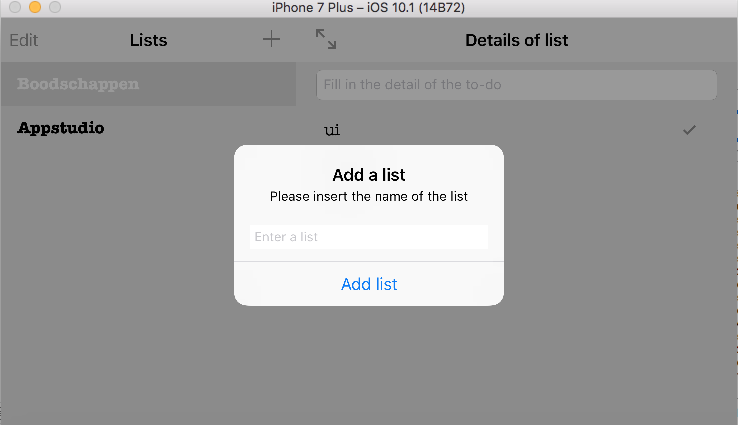 iPhone 7 Plus – iOS 10.1 (14B72)
Edit
Lists
Details of list
Boodschappen
Fill in the detail of the to-do
Appstudio
ui
Add a list
Please insert the name of the list
Enter a list
Add list